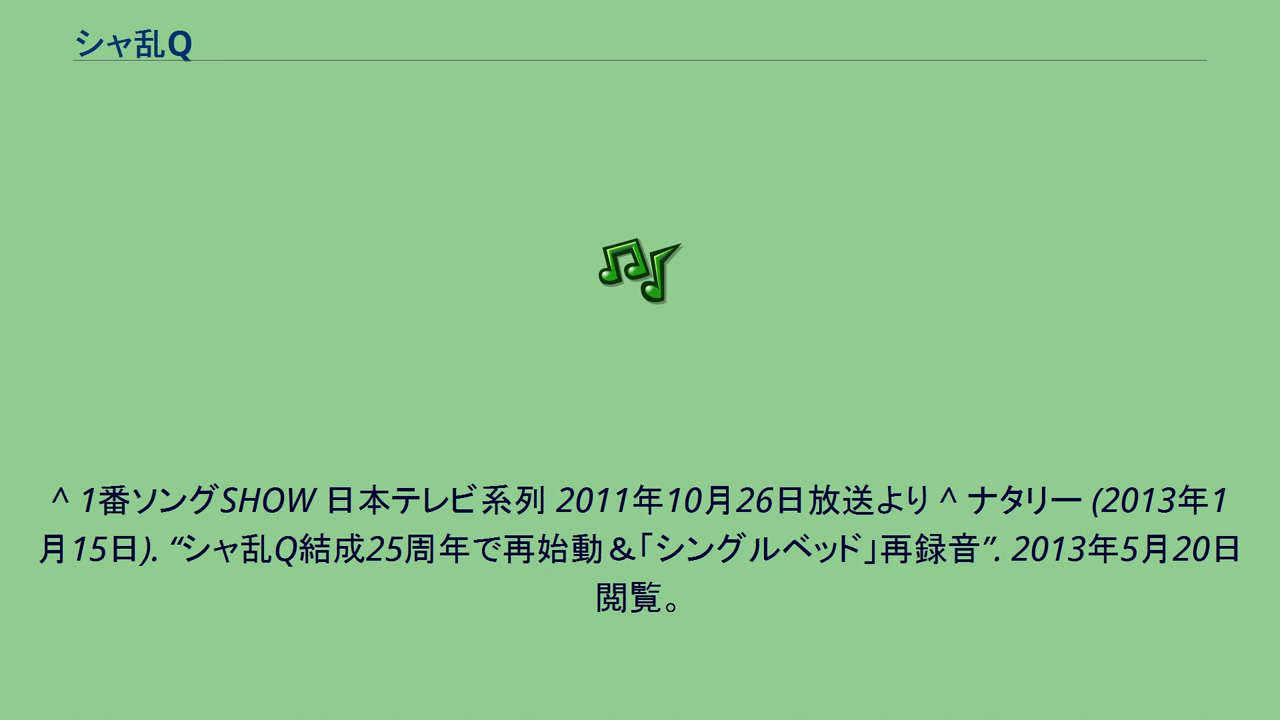 シャ乱Q
^ 1番ソングSHOW 日本テレビ系列 2011年10月26日放送より ^ ナタリー (2013年1
月15日). “シャ乱Q結成25周年で再始動＆「シングルベッド」再録音”. 2013年5月20日
閲覧。